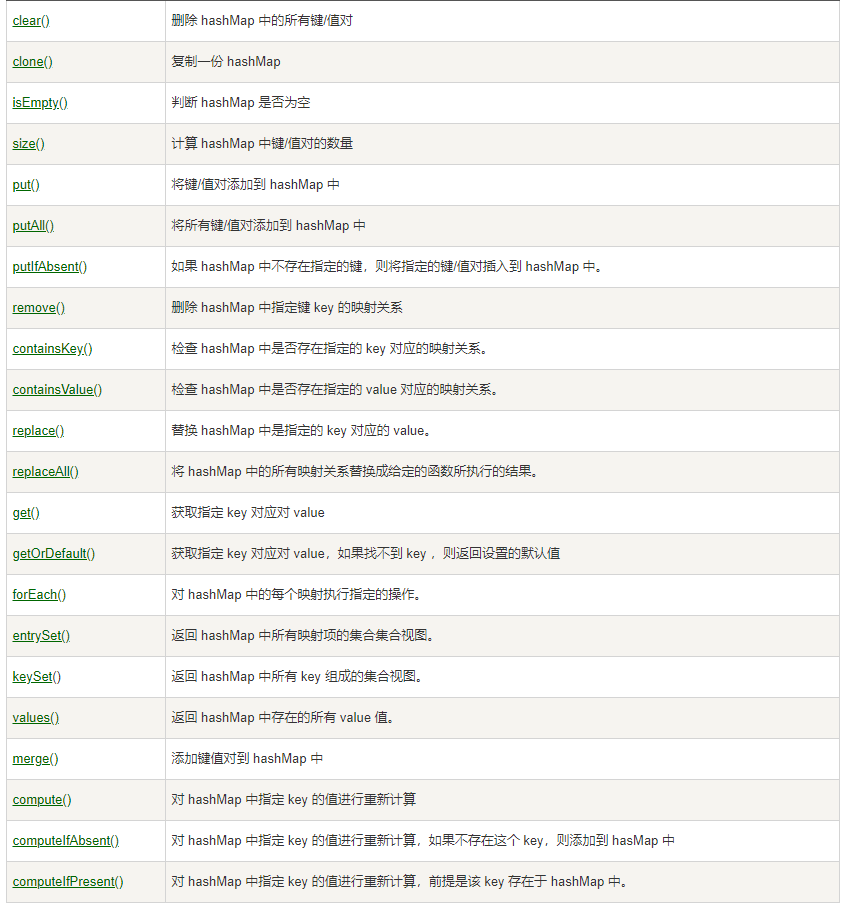 clear() 删除 hashMap 中的所有键/值对
clone() 复制一份 hashMap
isEmpty() 判断 hashMap 是否为空
size() 计算 hashMap 中键/值对的数量
put() 将键/值对添加到 hashMap 中
putAll() 将所有键/值对添加到 hashMap 中
putIfAbsent() 如果 hashMap 中不存在指定的键，则将指定的键/值对插入到 hashMap 中。
remove() 删除 hashMap 中指定键 key 的映射关系
containsKey() 检查 hashMap 中是否存在指定的 key 对应的映射关系。
containsValue() 检查 hashMap 中是否存在指定的 value 对应的映射关系。
replace() 替换 hashMap 中是指定的 key 对应的 value。
replaceAll() 将 hashMap 中的所有映射关系替换成给定的函数所执行的结果。
get() 获取指定 key 对应对 value
getOrDefault() 获取指定 key 对应对 value，如果找不到 key ，则返回设置的默认值
forEach() 对 hashMap 中的每个映射执行指定的操作。
entrySet() 返回 hashMap 中所有映射项的集合集合视图。
keySet() 返回 hashMap 中所有 key 组成的集合视图。
values() 返回 hashMap 中存在的所有 value 值。
merge() 添加键值对到 hashMap 中
compute() 对 hashMap 中指定 key 的值进行重新计算
computeIfAbsent() 对 hashMap 中指定 key 的值进行重新计算，如果不存在这个 key，则添加到 hasMap 中
computeIfPresent() 对 hashMap 中指定 key 的值进行重新计算，前提是该 key 存在于 hashMap 中。